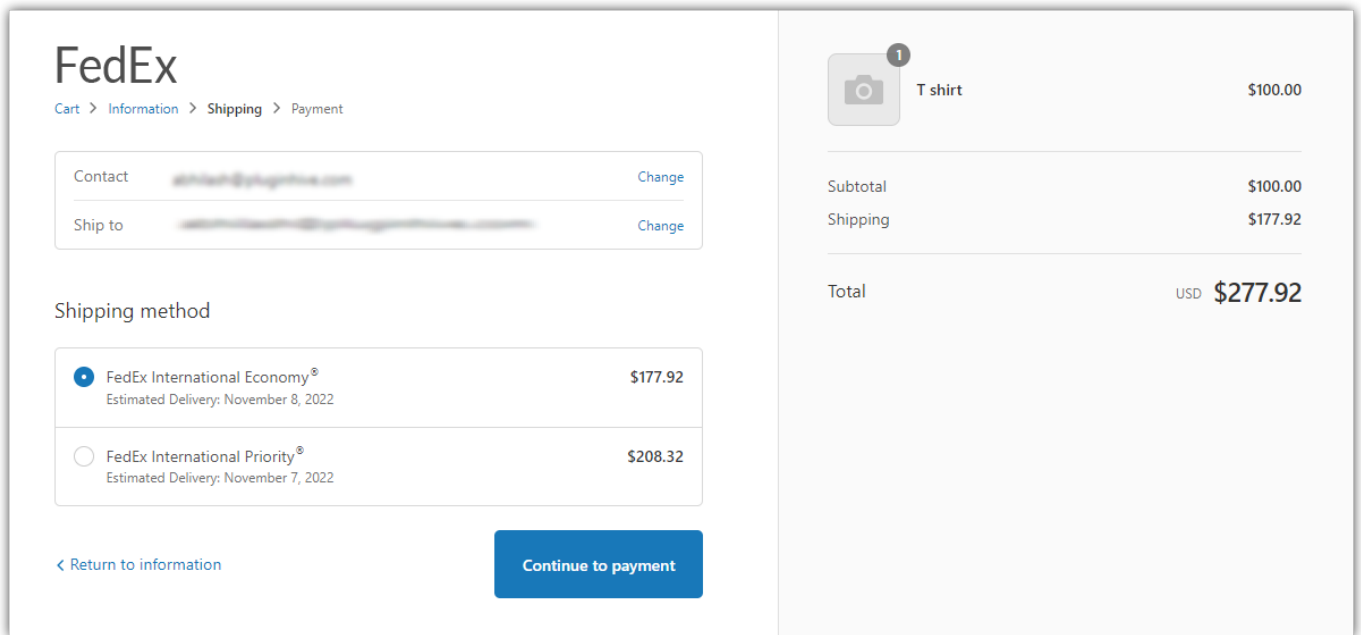 FedEx
Cart > Information > Shipping > Payment
Contact Change
Ship to Change
Shipping method
FedEx International Economy® $177.92
Estimated Delivery: November 8, 2022
FedEx International Priority® $208.32
Estimated Delivery: November 7, 2022
< Return to information
Continue to payment
1
T shirt $100.00
Subtotal $100.00
Shipping $177.92
Total USD $277.92